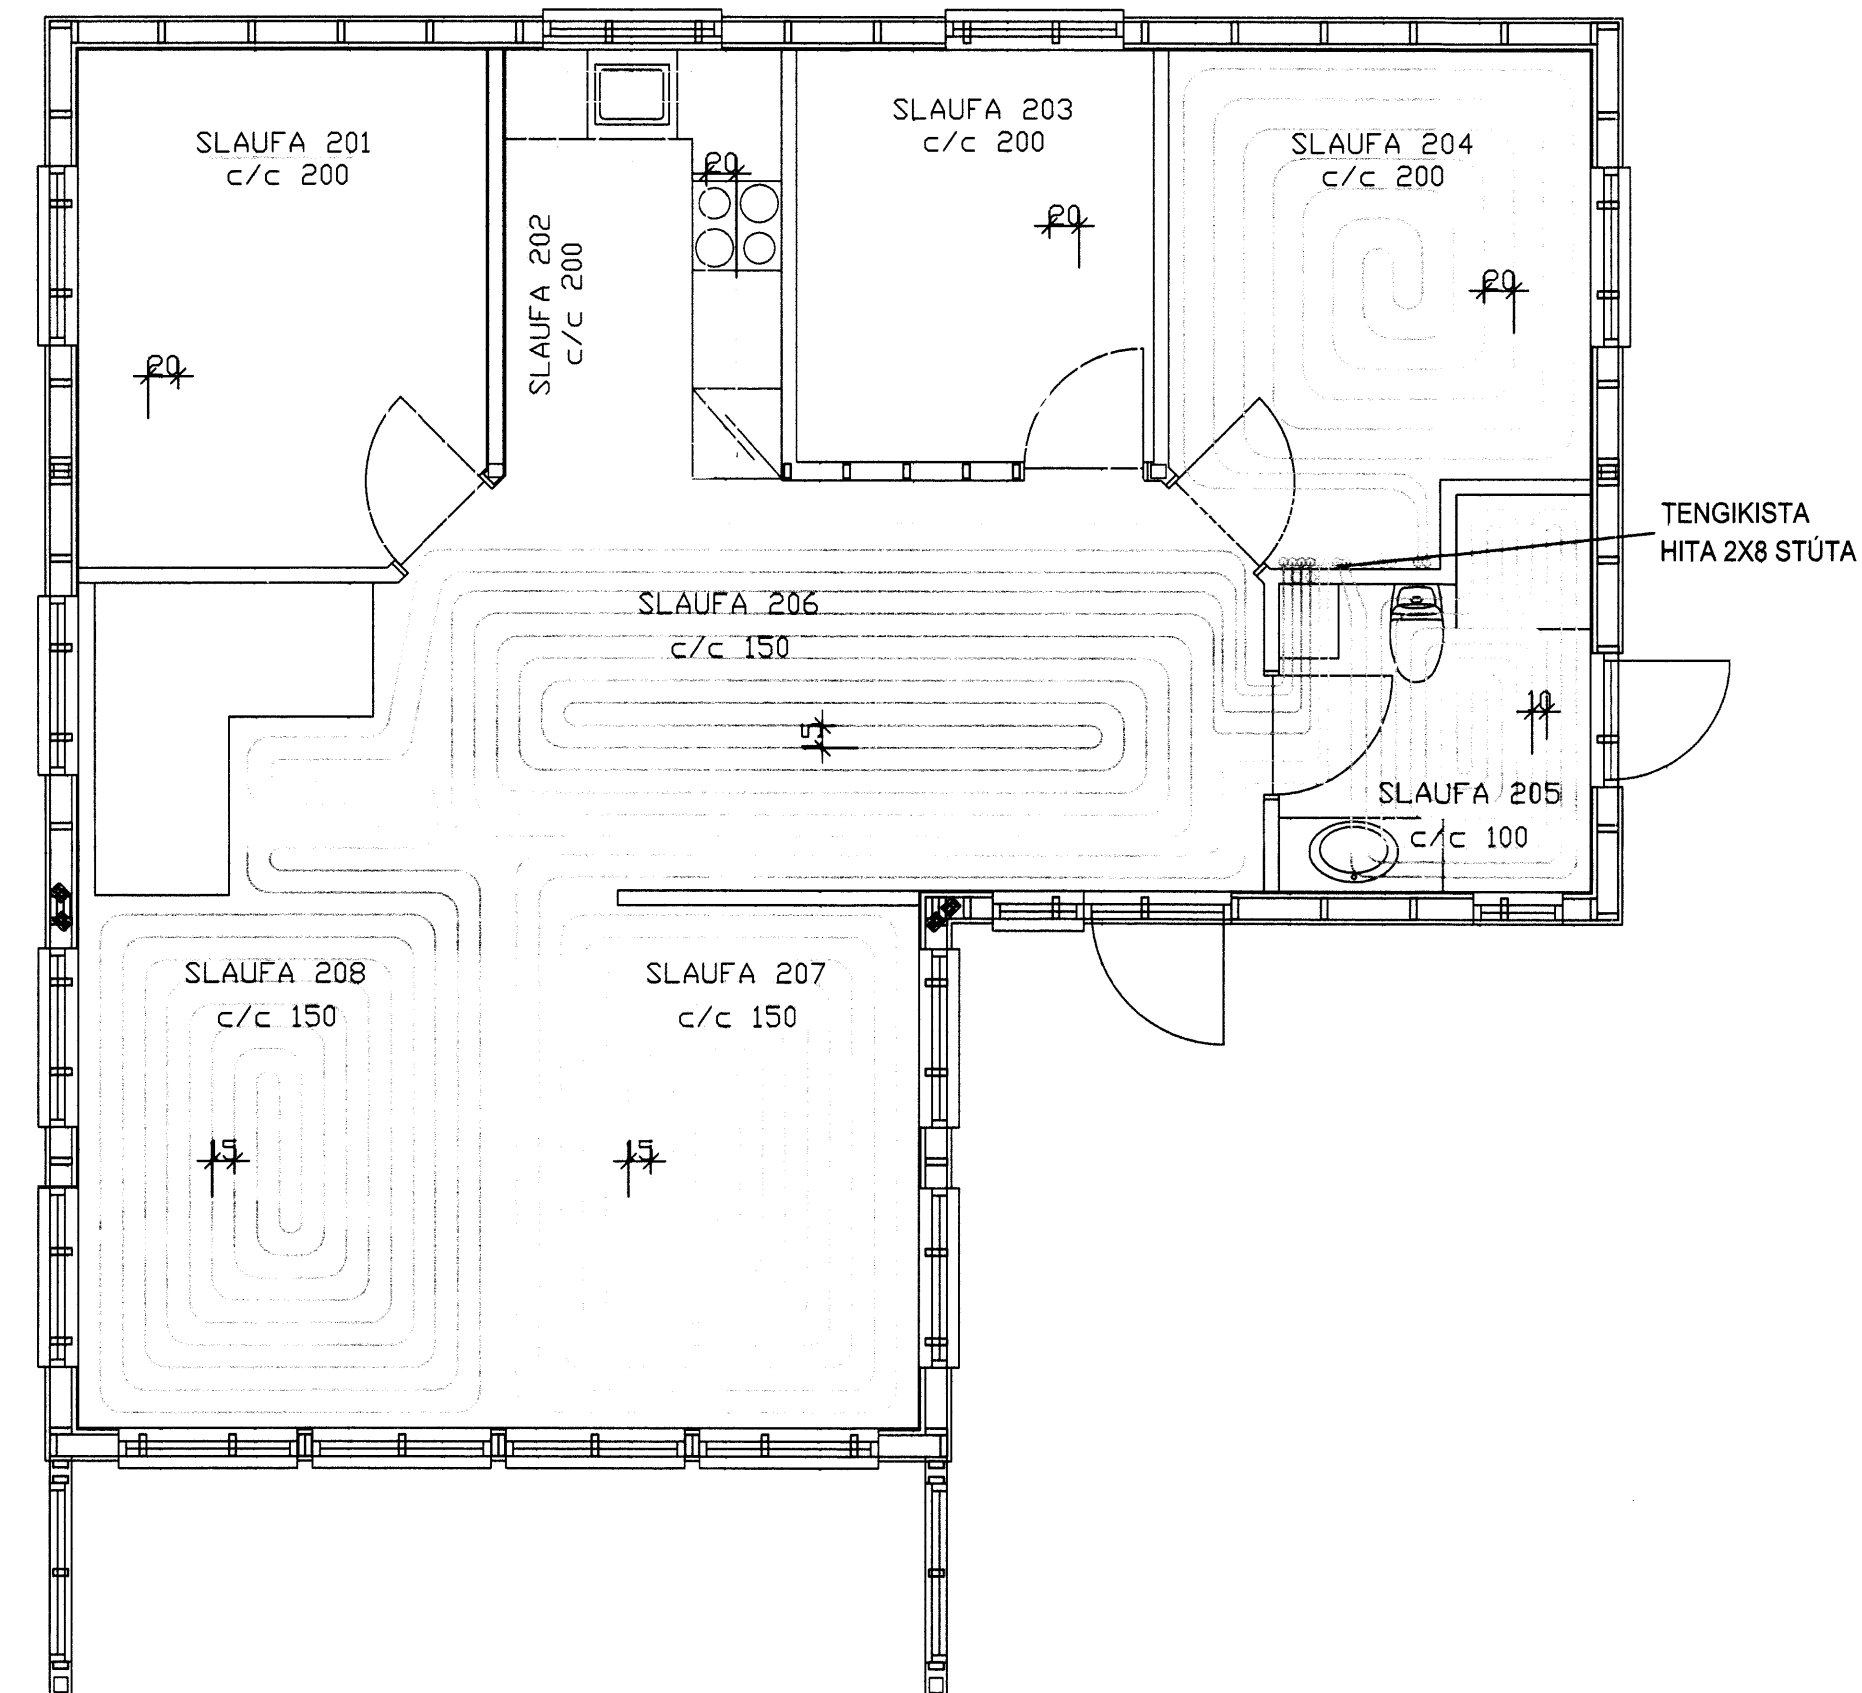 SLAUFA 201
c/c 200
20
SLAUFA 202
c/c 200
20
SLAUFA 203
c/c 200
20
SLAUFA 204
c/c 200
20
TENGIKISTA
HITA 2X8 STÚTA
SLAUFA 206
c/c 150
10
SLAUFA 205
c/c 100
SLAUFA 208
c/c 150
15
SLAUFA 207
c/c 150
15